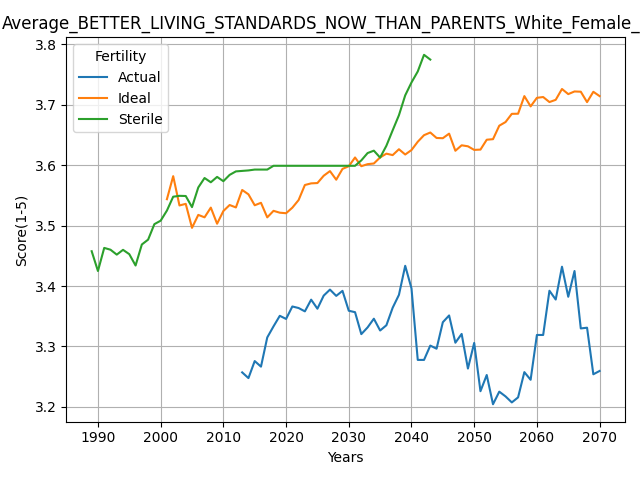 Average_BETTER_LIVING_STANDARDS_NOW_THAN_PARENTS_White_Female_
Fertility
Actual
Ideal
Sterile
Score(1-5)
3.8
3.7
3.6
3.5
3.4
3.3
3.2
1990 2000 2010 2020 2030 2040 2050 2060 2070
Years